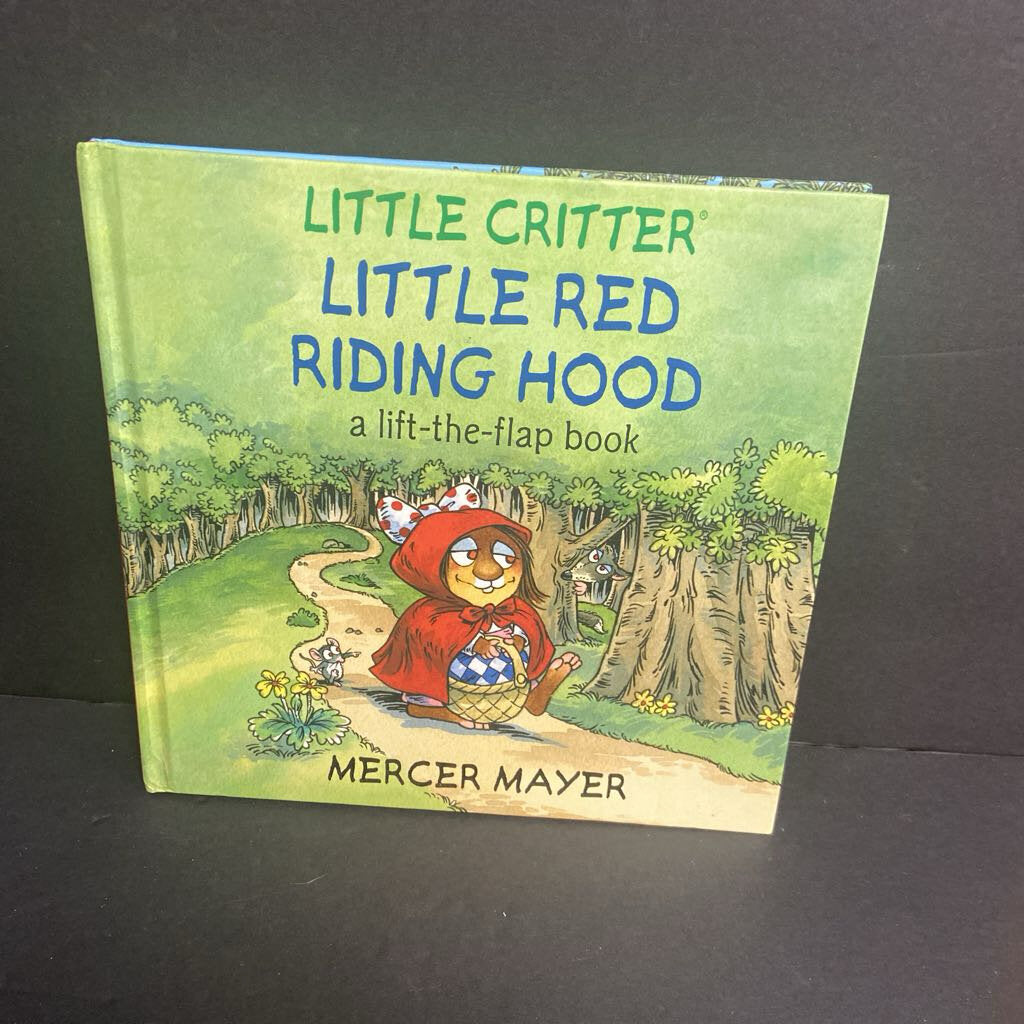 LITTLE CRITTER®
LITTLE RED
RIDING HOOD
a lift-the-flap book
MERCER MAYER